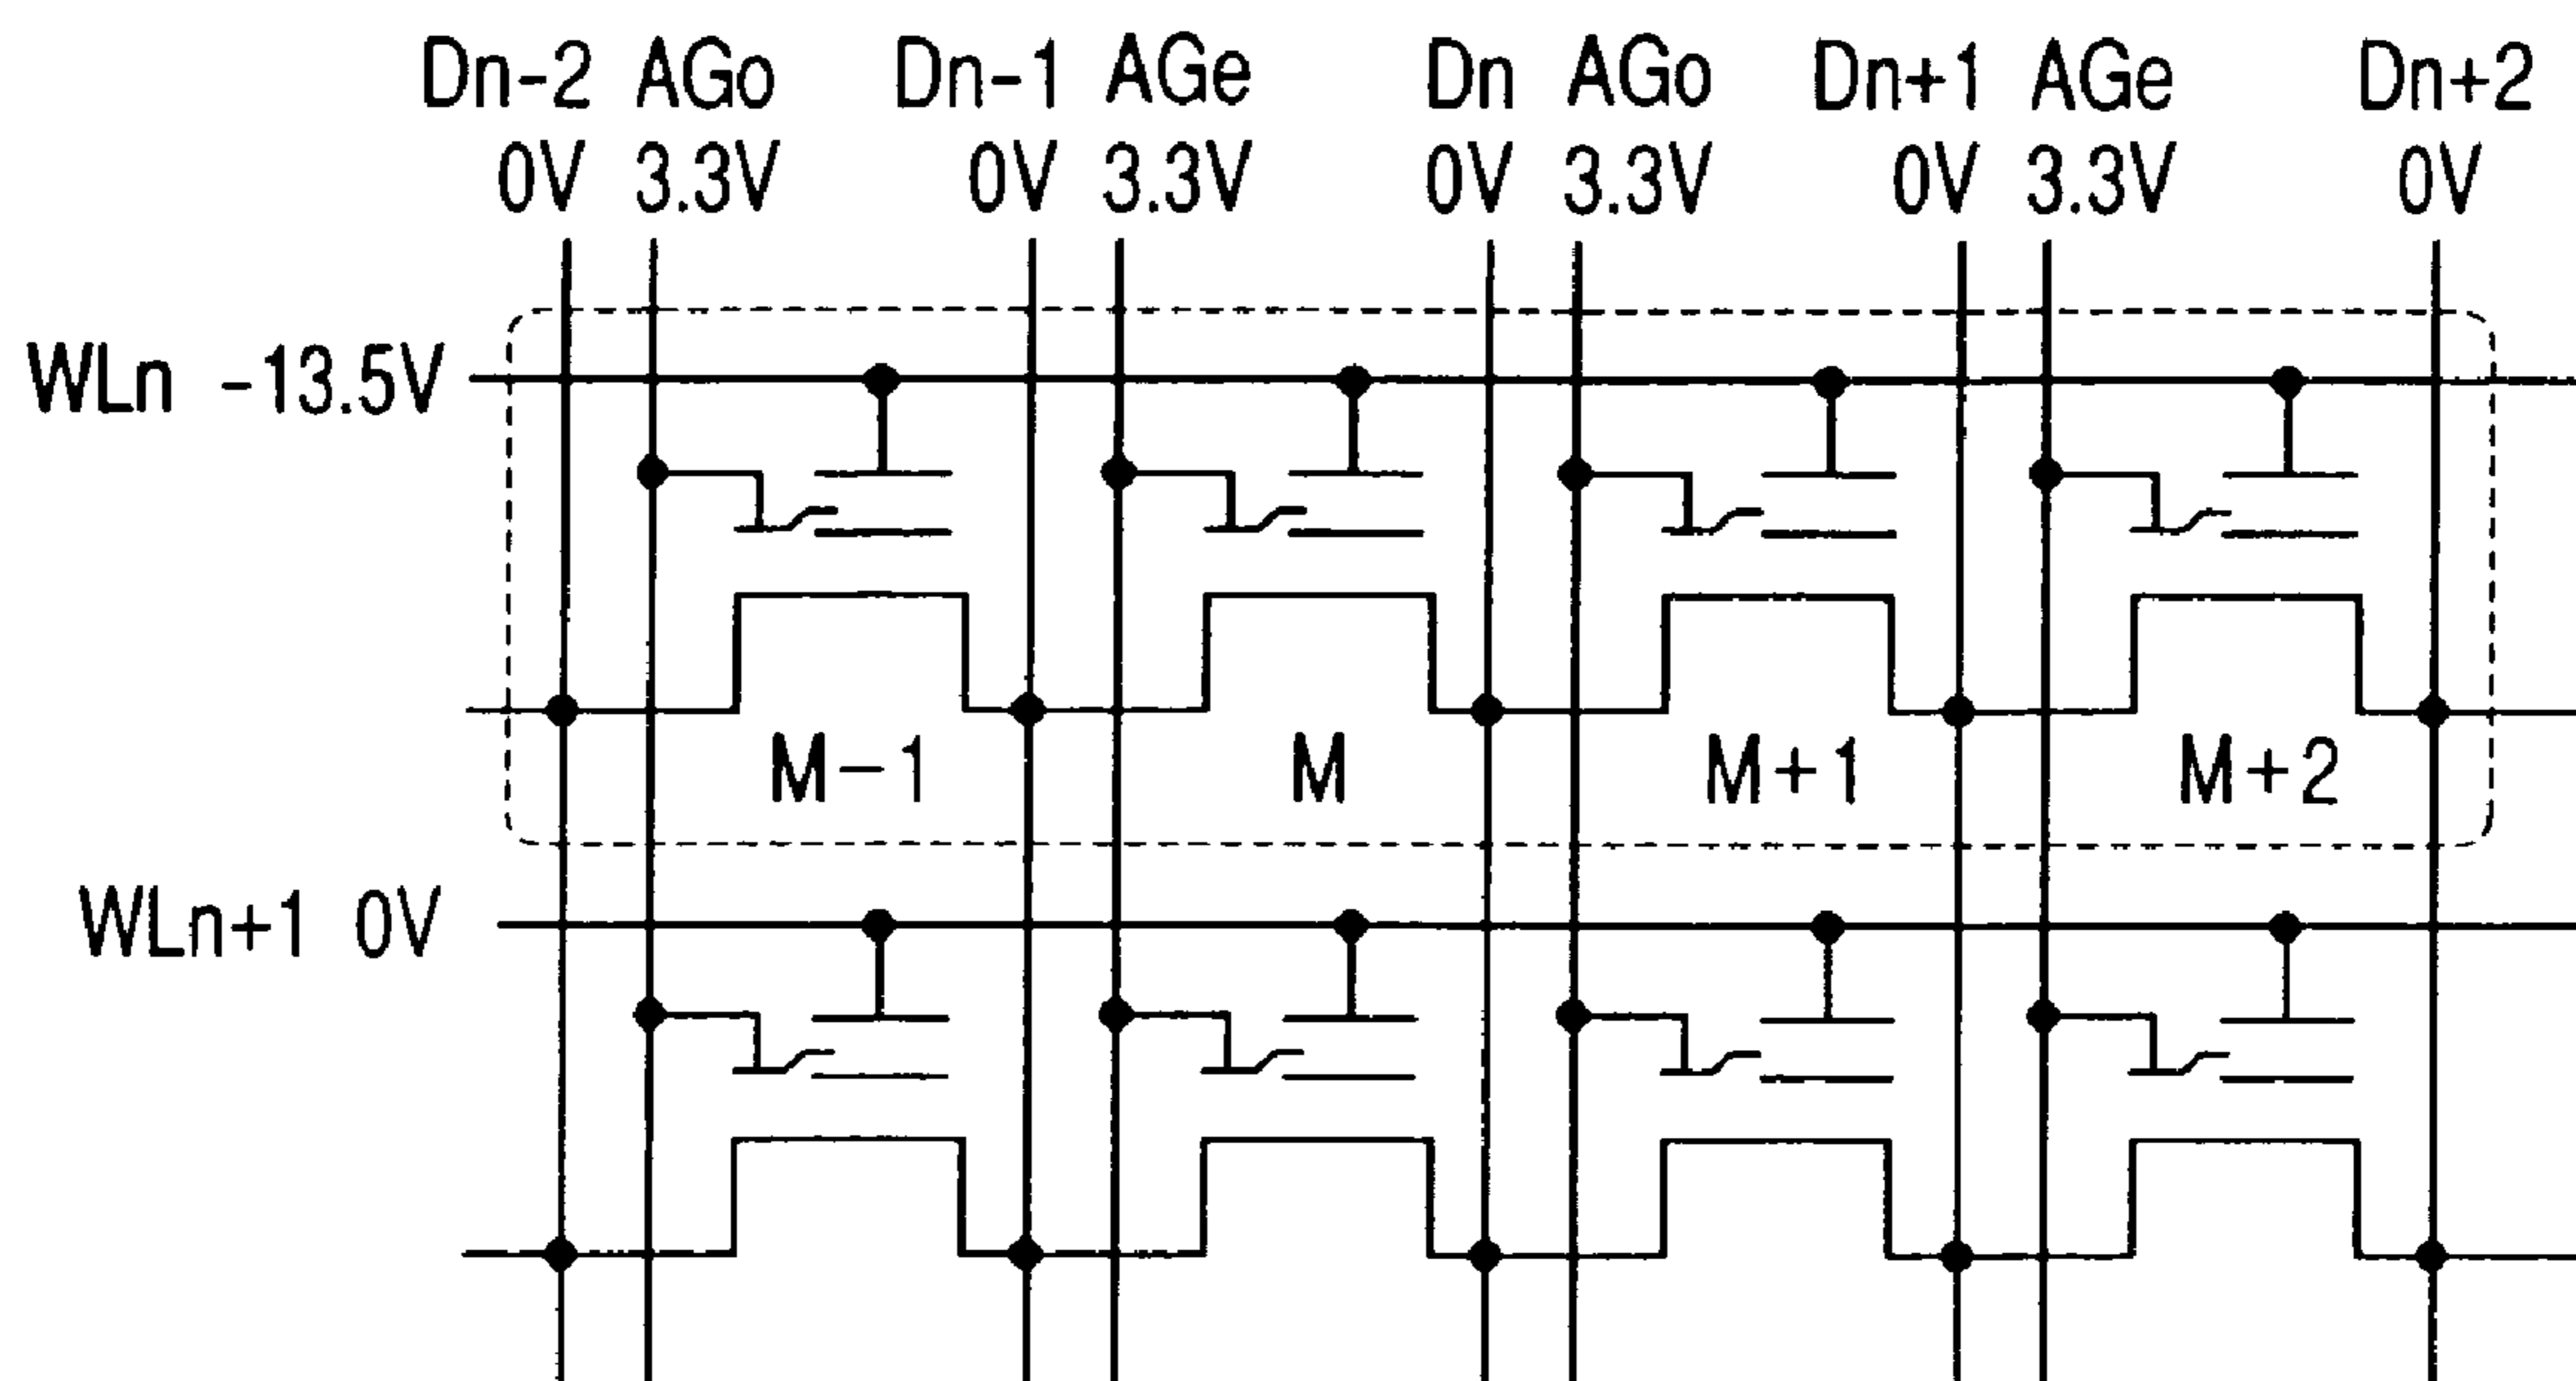 Dn-2 AGo Dn-1 AGe Dn AGo Dn+1 AGe Dn+2
0V 3.3V 0V 3.3V 0V 3.3V 0V 3.3V 0V
WLn -13.5V
M-1 M M+1 M+2
WLn+1 0V